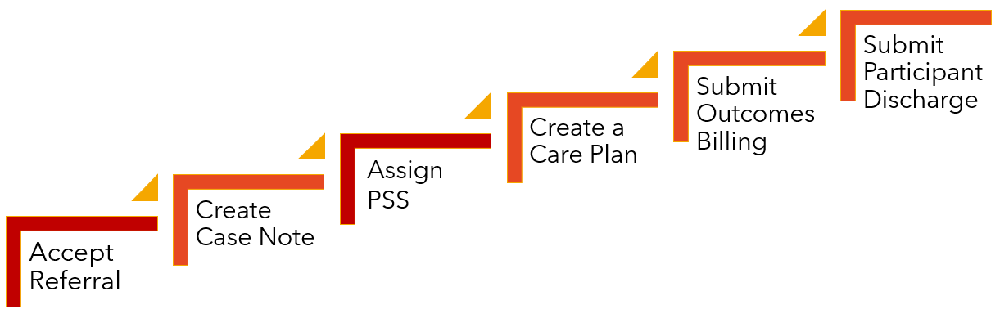 Accept
Referral
Create
Case Note
Assign
PSS
Create a
Care Plan
Submit
Outcomes
Billing
Submit
Participant
Discharge